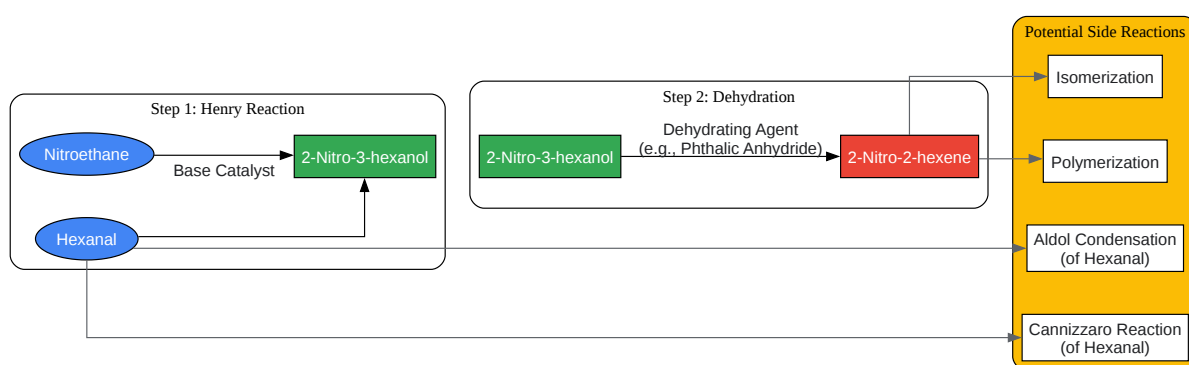 Potential Side Reactions
Isomerization
Step 2: Dehydration
Step 1: Henry Reaction
Nitroethane
Base Catalyst
2-Nitro-3-hexanol
2-Nitro-3-hexanol
Dehydrating Agent
(e.g., Phthalic Anhydride)
2-Nitro-2-hexene
Polymerization
Hexanal
Aldol Condensation
(of Hexanal)
Cannizzaro Reaction
(of Hexanal)